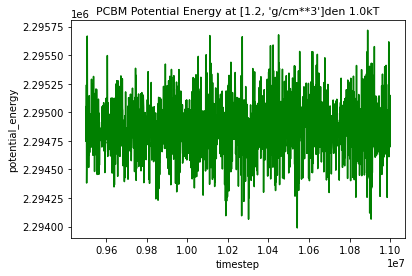 PCBM Potential Energy at [1.2, 'g/cm**3']den 1.0kT
1e6
2.29575
2.29550
2.29525
2.29500
2.29475
2.29450
2.29425
2.29400
potential_energy
0.96 0.98 1.00 1.02 1.04 1.06 1.08 1.10
timestep
1e7